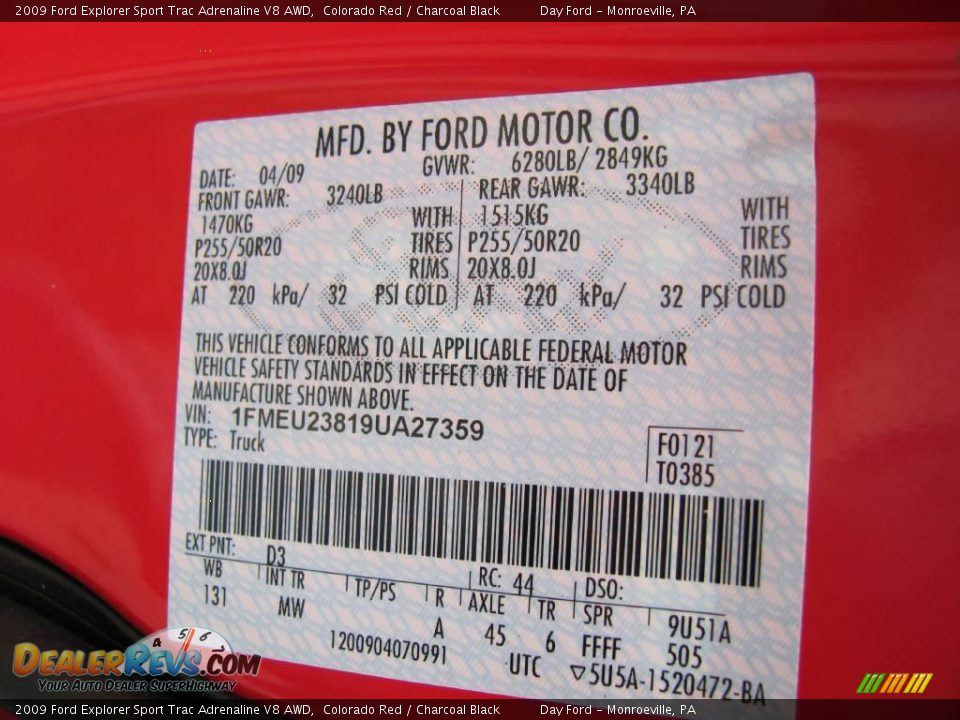 2009 Ford Explorer Sport Trac Adrenaline V8 AWD, Colorado Red / Charcoal Black Day Ford - Monroeville, PA
MFD. BY FORD MOTOR CO.
DATE: 04/09 GVWR: 6280LB/ 2849KG
FRONT GAWR: 3240LB REAR GAWR: 3340LB
1470KG WITH 1515KG WITH
P255/50R20 TIRES P255/50R20 TIRES
20X8.0J RIMS 20X8.0J RIMS
AT 220 kPa/ 32 PSI COLD AT 220 kPa/ 32 PSI COLD
THIS VEHICLE CONFORMS TO ALL APPLICABLE FEDERAL MOTOR
VEHICLE SAFETY STANDARDS IN EFFECT ON THE DATE OF
MANUFACTURE SHOWN ABOVE.
VIN: 1FMEU23819UA27359
TYPE: Truck
F0121
T0385
EXT PNT: D3 RC: 44 DSO:
WB INT TR TP/PS R AXLE TR SPR 9U51A
131 MW A 45 6 FFFF 505
1200904070991 UTC ▽5U5A-1520472-BA
4 5 6
DealerRevs.com
Your Auto Dealer SuperHighway
2009 Ford Explorer Sport Trac Adrenaline V8 AWD, Colorado Red / Charcoal Black Day Ford - Monroeville, PA